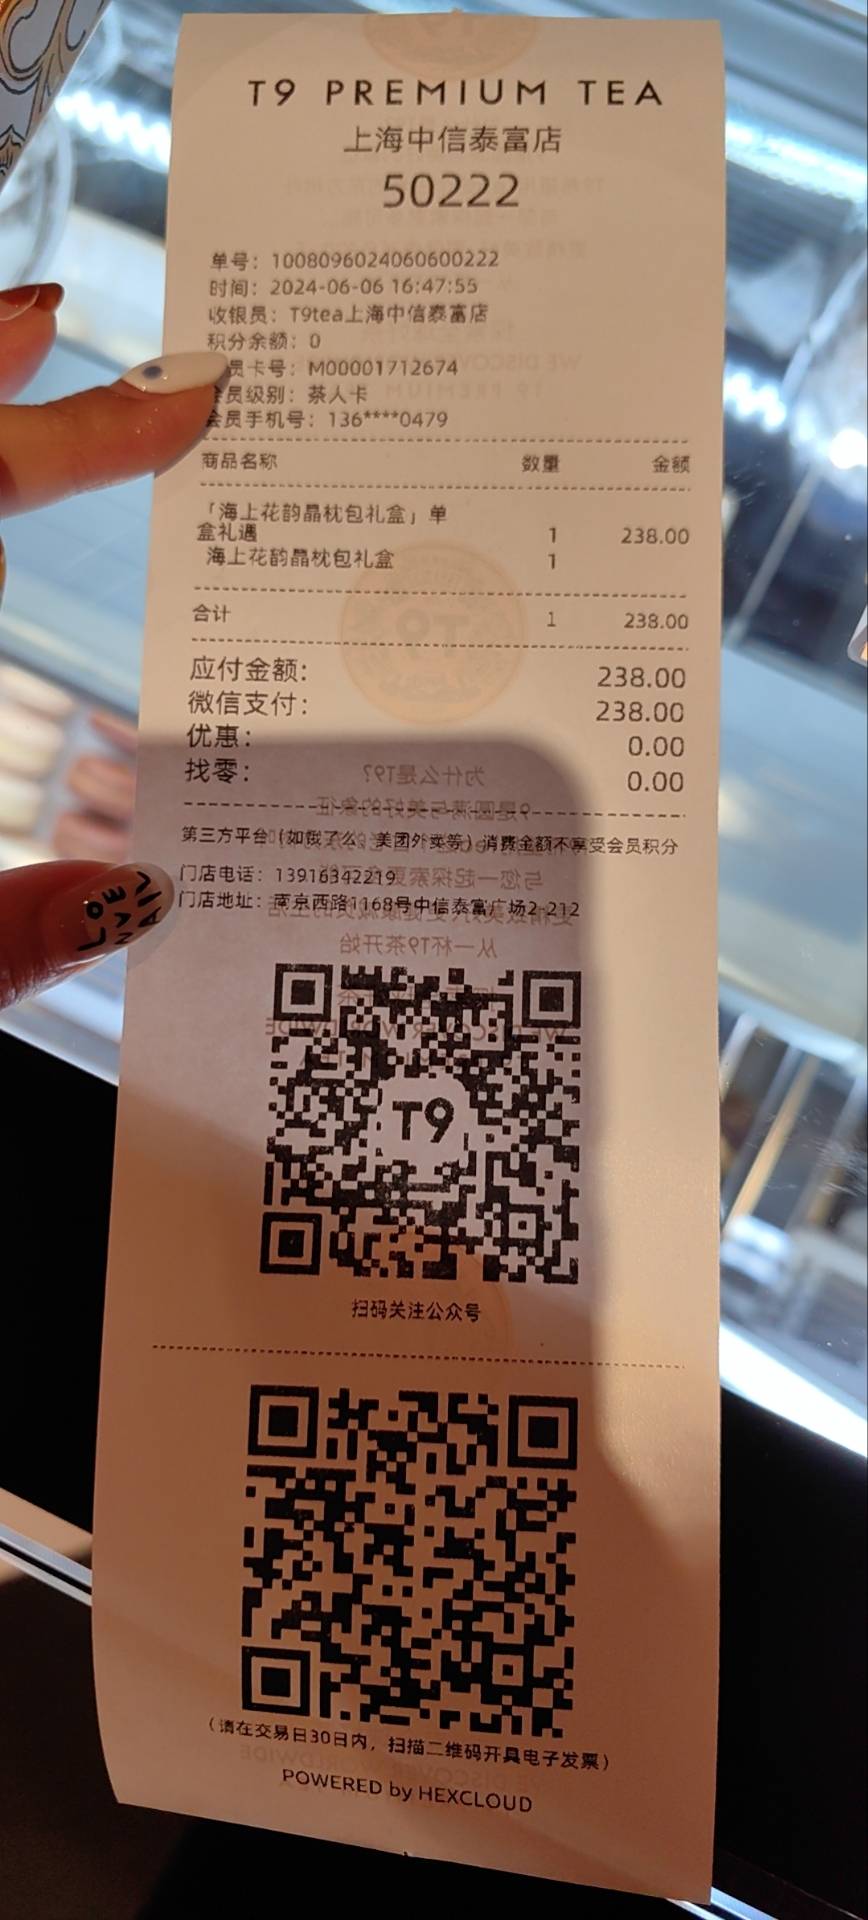 T9 PREMIUM TEA
上海中信泰富店
50222
单号：1008096024060600222
时间：2024-06-06 16:47:55
收银员：T9tea上海中信泰富店
积分余额：0
员卡号：M00001712674
会员级别：茶人卡
会员手机号：136****0479
商品名称 数量 金额
「海上花韵晶枕包礼盒」单
盒礼遇 1 238.00
海上花韵晶枕包礼盒 1
合计 1 238.00
应付金额: 238.00
微信支付: 238.00
优惠: 0.00
找零: 0.00
第三方平台（如饿了么、美团外卖等）消费金额不享受会员积分
门店电话：13916342219
门店地址：南京西路1168号中信泰富广场2-212
T9
扫码关注公众号
（请在交易日30日内，扫描二维码开具电子发票）
POWERED by HEXCLOUD
LOVE
NAIL